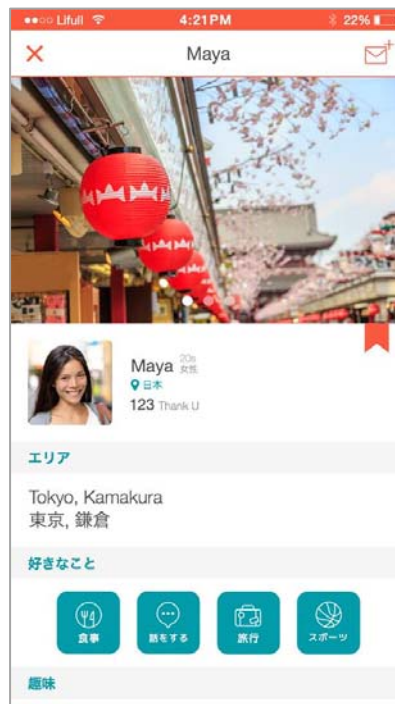 Lifull 4:21PM 22%
Maya
Maya 20s
女性
日本
123 Thank U
エリア
Tokyo, Kamakura
東京, 鎌倉
好きなこと
食事 話をする 旅行 スポーツ
趣味